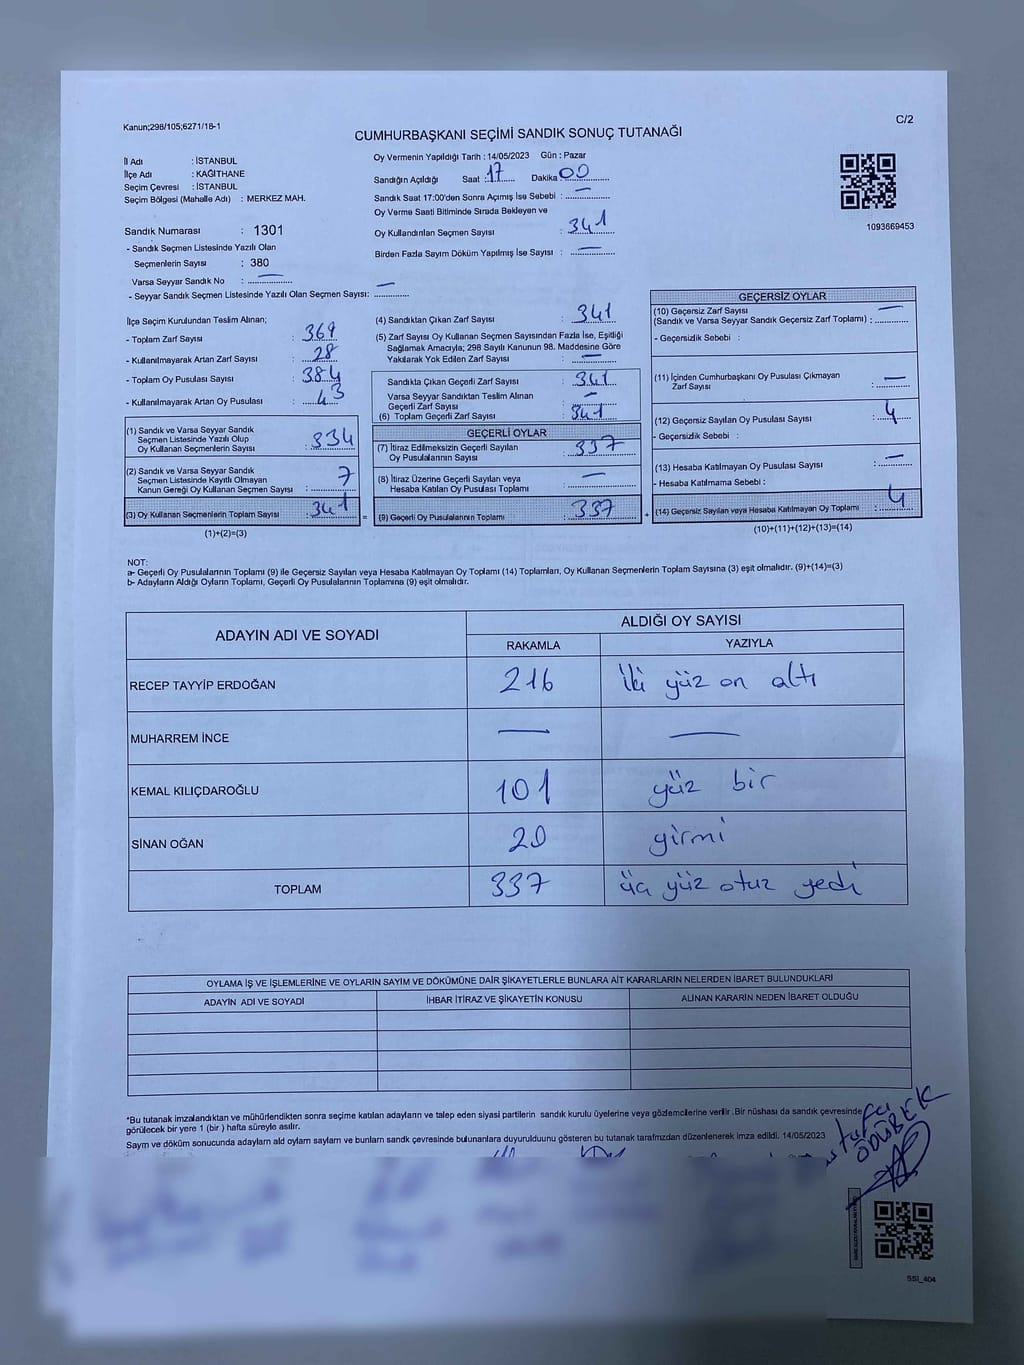 Kanun;298/105;6271/18-1
C/2
CUMHURBAŞKANI SEÇİMİ SANDIK SONUÇ TUTANAĞI
İl Adı : İSTANBUL
İlçe Adı : KAĞITHANE
Seçim Çevresi : İSTANBUL
Seçim Bölgesi (Mahalle Adı) : MERKEZ MAH.
Oy Vermenin Yapıldığı Tarih : 14/05/2023 Gün : Pazar
Sandığın Açıldığı Saat : 17 Dakika 00
Sandık Saat 17:00'den Sonra Açımış İse Sebebi : —
Oy Verme Saati Bitiminde Sırada Bekleyen ve
Oy Kullandırılan Seçmen Sayısı : 341
Birden Fazla Sayım Döküm Yapılmış İse Sayısı : —
1093669453
Sandık Numarası : 1301
- Sandık Seçmen Listesinde Yazılı Olan
Seçmenlerin Sayısı : 380
Varsa Seyyar Sandık No : —
- Seyyar Sandık Seçmen Listesinde Yazılı Olan Seçmen Sayısı: —
İlçe Seçim Kurulundan Teslim Alınan;
- Toplam Zarf Sayısı : 369
- Kullanılmayarak Artan Zarf Sayısı : 28
- Toplam Oy Pusulası Sayısı : 384
- Kullanılmayarak Artan Oy Pusulası : 43
(1) Sandık ve Varsa Seyyar Sandık
Seçmen Listesinde Yazılı Olup
Oy Kullanan Seçmenlerin Sayısı : 334
(2) Sandık ve Varsa Seyyar Sandık
Seçmen Listesinde Kayıtlı Olmayan
Kanun Gereği Oy Kullanan Seçmen Sayısı : 7
(3) Oy Kullanan Seçmenlerin Toplam Sayısı : 341 =
(1)+(2)=(3)
(4) Sandıktan Çıkan Zarf Sayısı : 341
(5) Zarf Sayısı Oy Kullanan Seçmen Sayısından Fazla İse, Eşitliği
Sağlamak Amacıyla; 298 Sayılı Kanunun 98. Maddesine Göre
Yakılarak Yok Edilen Zarf Sayısı : —
Sandıkta Çıkan Geçerli Zarf Sayısı : 341
Varsa Seyyar Sandıktan Teslim Alınan
Geçerli Zarf Sayısı : —
(6) Toplam Geçerli Zarf Sayısı : 341
GEÇERLİ OYLAR
(7) İtiraz Edilmeksizin Geçerli Sayılan
Oy Pusulalarının Sayısı : 337
(8) İtiraz Üzerine Geçerli Sayılan veya
Hesaba Katılan Oy Pusulası Toplamı : —
(9) Geçerli Oy Pusulalarının Toplamı : 337 +
GEÇERSİZ OYLAR
(10) Geçersiz Zarf Sayısı
(Sandık ve Varsa Seyyar Sandık Geçersiz Zarf Toplamı) : —
- Geçersizlik Sebebi :
(11) İçinden Cumhurbaşkanı Oy Pusulası Çıkmayan
Zarf Sayısı : —
(12) Geçersiz Sayılan Oy Pusulası Sayısı : 4
- Geçersizlik Sebebi :
(13) Hesaba Katılmayan Oy Pusulası Sayısı : —
- Hesaba Katılmama Sebebi :
(14) Geçersiz Sayılan veya Hesaba Katılmayan Oy Toplamı : 4
(10)+(11)+(12)+(13)=(14)
NOT:
a- Geçerli Oy Pusulalarının Toplamı (9) ile Geçersiz Sayılan veya Hesaba Katılmayan Oy Toplamı (14) Toplamları, Oy Kullanan Seçmenlerin Toplam Sayısına (3) eşit olmalıdır. (9)+(14)=(3)
b- Adayların Aldığı Oyların Toplamı, Geçerli Oy Pusulalarının Toplamına (9) eşit olmalıdır.
ADAYIN ADI VE SOYADI ALDIĞI OY SAYISI
RAKAMLA YAZIYLA
RECEP TAYYİP ERDOĞAN 216 iki yüz on altı
MUHARREM İNCE — —
KEMAL KILIÇDAROĞLU 101 yüz bir
SİNAN OĞAN 20 yirmi
TOPLAM 337 üç yüz otuz yedi
OYLAMA İŞ VE İŞLEMLERİNE VE OYLARIN SAYIM VE DÖKÜMÜNE DAİR ŞİKAYETLERLE BUNLARA AİT KARARLARIN NELERDEN İBARET BULUNDUKLARI
ADAYIN ADI VE SOYADI İHBAR İTİRAZ VE ŞİKAYETİN KONUSU ALINAN KARARIN NEDEN İBARET OLDUĞU
*Bu tutanak imzalandıktan ve mühürlendikten sonra seçime katılan adayların ve talep eden siyasi partilerin sandık kurulu üyelerine veya gözlemcilerine verilir .Bir nüshası da sandık çevresinde
görülecek bir yere 1 (bir ) hafta süreyle asılır.
Sayım ve döküm sonucunda adayların ald oyların sayların ve bunların sandk çevresinde bulunanlara duyurulduunu gösteren bu tutanak tarafmzdan düzenlenerek imza edildi. 14/05/2023
SSI_404